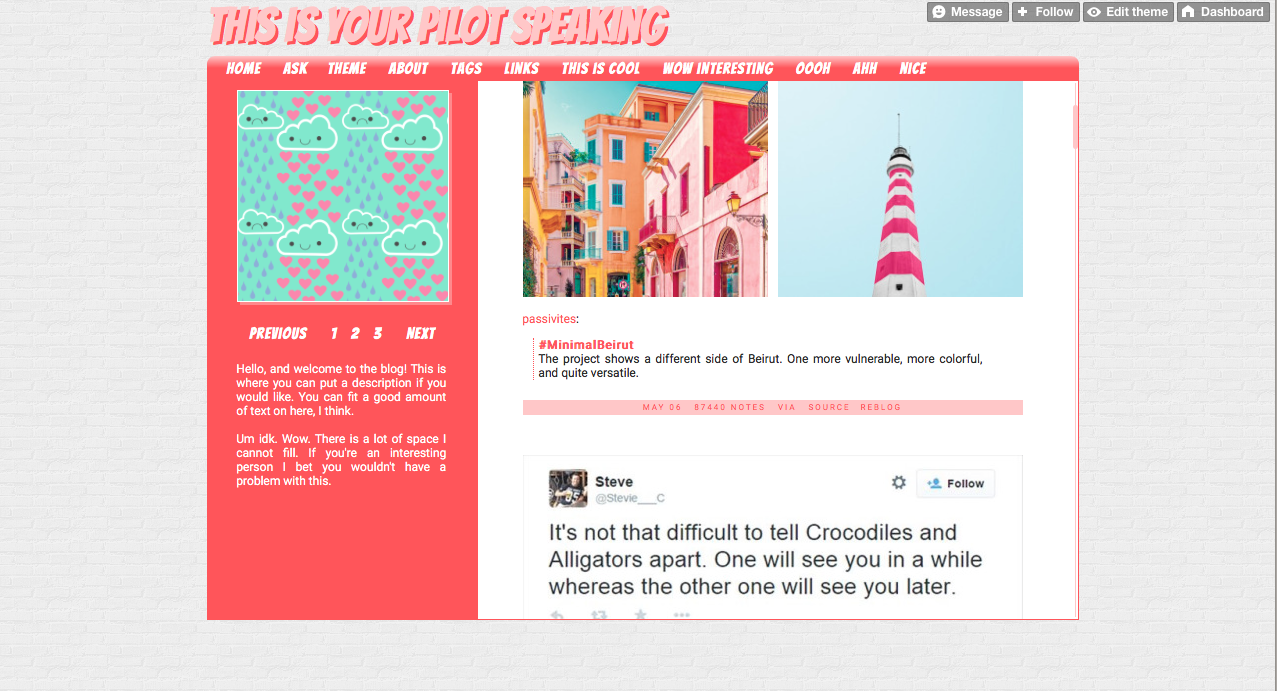 THIS IS YOUR PILOT SPEAKING
Message Follow Edit theme Dashboard
HOME ASK THEME ABOUT TAGS LINKS THIS IS COOL WOW INTERESTING OOOH AHH NICE
PREVIOUS 1 2 3 NEXT
Hello, and welcome to the blog! This is
where you can put a description if you
would like. You can fit a good amount
of text on here, I think.
Um idk. Wow. There is a lot of space I
cannot fill. If you're an interesting
person I bet you wouldn't have a
problem with this.
passivites:
#MinimalBeirut
The project shows a different side of Beirut. One more vulnerable, more colorful,
and quite versatile.
MAY 06 87440 NOTES VIA SOURCE REBLOG
Steve
@Stevie___C
Follow
It's not that difficult to tell Crocodiles and
Alligators apart. One will see you in a while
whereas the other one will see you later.